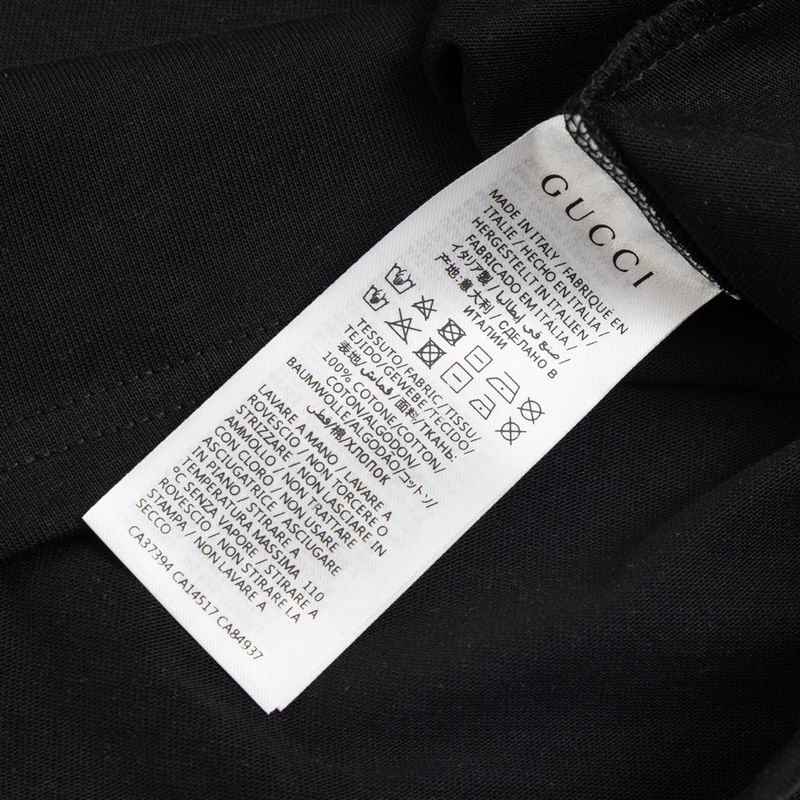 GUCCI
MADE IN ITALY / FABRIQUE EN
ITALIE / HECHO EN ITALIA /
HERGESTELLT IN ITALIEN /
FABRICADO EM ITALIA /
イタリア製 / صنع في إيطاليا /
产地:意大利 / СДЕЛАНО В
ИТАЛИИ
TESSUTO/FABRIC/TISSU/
TEJIDO/GEWEBE/TECIDO/
表地/قماش/面料/ТКАНЬ:
100% COTONE/COTTON/
COTON/ALGODON/
BAUMWOLLE/ALGODAO/コットン/
قطن/棉/ХЛОПОК
LAVARE A MANO / LAVARE A
ROVESCIO / NON TORCERE O
STRIZZARE / NON LASCIARE IN
AMMOLLO / NON TRATTARE
CON CLORO / NON USARE
ASCIUGATRICE / ASCIUGARE
IN PIANO / STIRARE A
TEMPERATURA MASSIMA 110
°C SENZA VAPORE / STIRARE A
ROVESCIO / NON STIRARE LA
STAMPA / NON LAVARE A
SECCO
CA37394 CA14517 CA84937